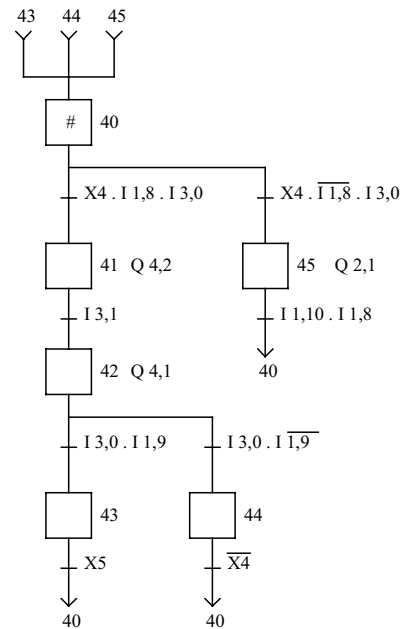 43 44 45
# 40
X4 . I 1,8 . I 3,0 X4 . I̅ ̅1̅,̅8̅ . I 3,0
41 Q 4,2 45 Q 2,1
I 3,1 I 1,10 . I 1,8
42 Q 4,1 40
I 3,0 . I 1,9 I 3,0 . I 1̅,̅9̅
43 44
X5 X̅4̅
40 40